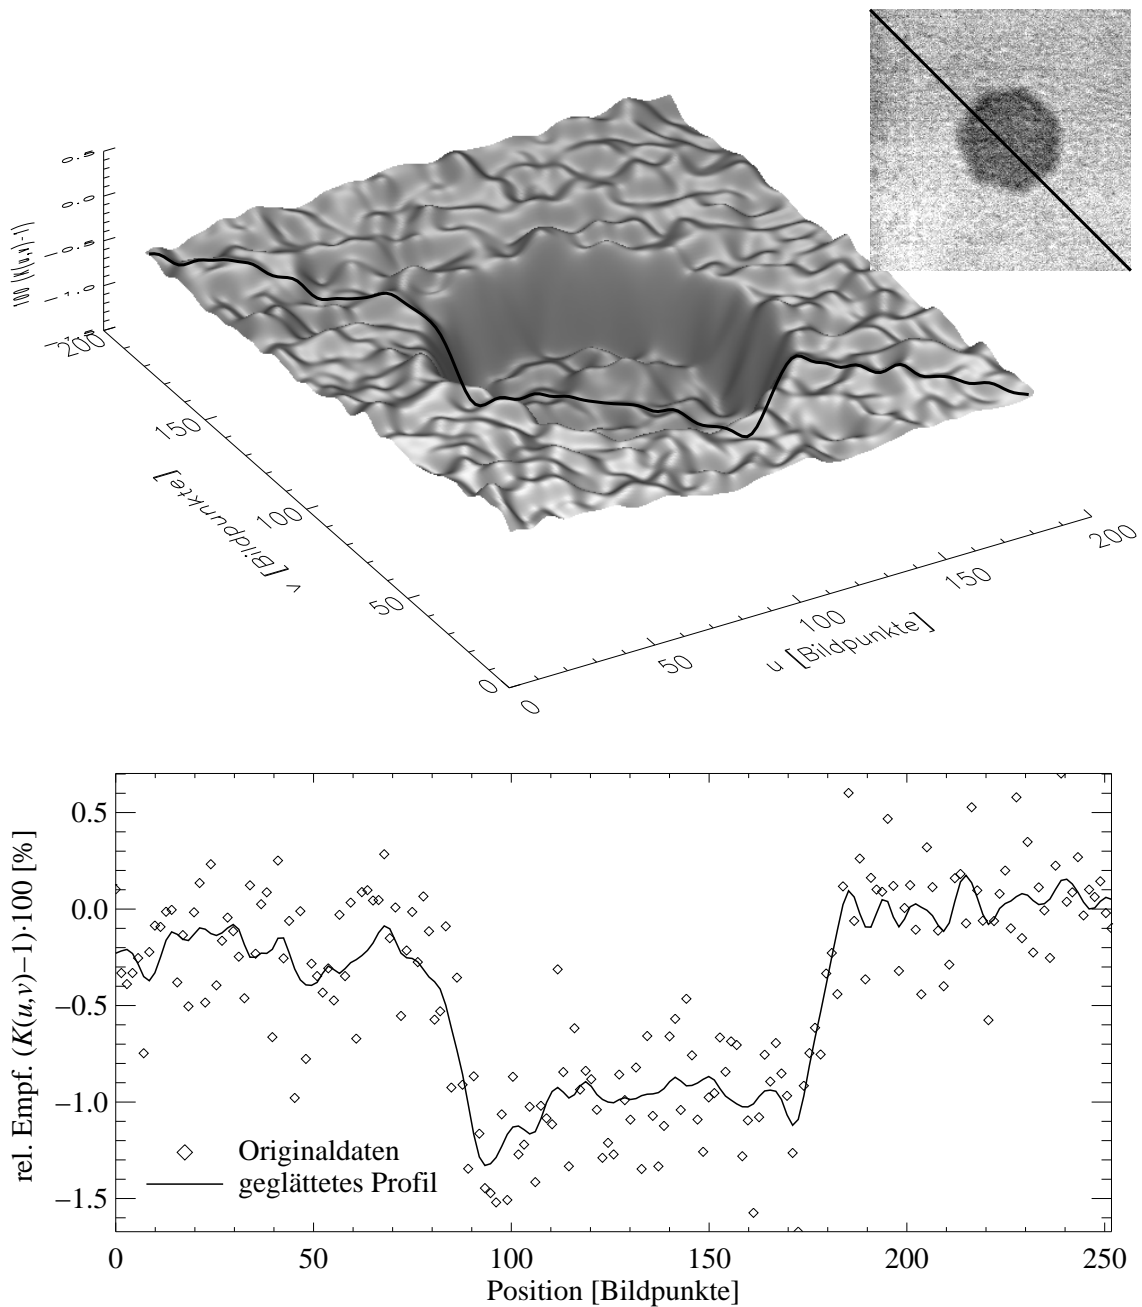 0.5
0.0
-0.5
-1.0
100 (K(u,v)-1)
200
150
100
50
0
v [Bildpunkte]
0
50
100
150
200
u [Bildpunkte]
0.5
0.0
−0.5
−1.0
−1.5
rel. Empf. (K(u,v)−1)·100 [%]
◇ Originaldaten
geglättetes Profil
0 50 100 150 200 250
Position [Bildpunkte]